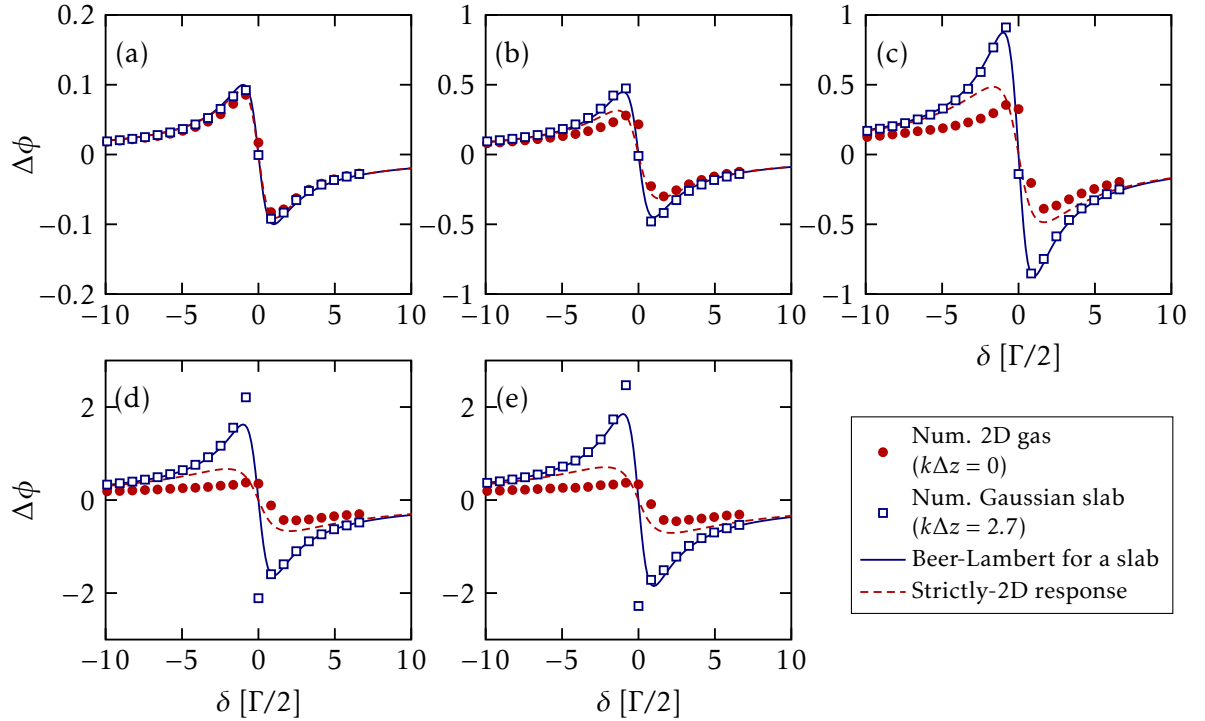 0.2
0.1
0
−0.1
−0.2
Δϕ
(a)
−10
−5
0
5
10
1
0.5
0
−0.5
−1
(b)
−10
−5
0
5
10
1
0.5
0
−0.5
−1
(c)
−10
−5
0
5
10
δ [Γ/2]
2
0
−2
Δϕ
(d)
−10
−5
0
5
10
δ [Γ/2]
2
0
−2
(e)
−10
−5
0
5
10
δ [Γ/2]
Num. 2D gas
(kΔz = 0)
Num. Gaussian slab
(kΔz = 2.7)
Beer-Lambert for a slab
Strictly-2D response